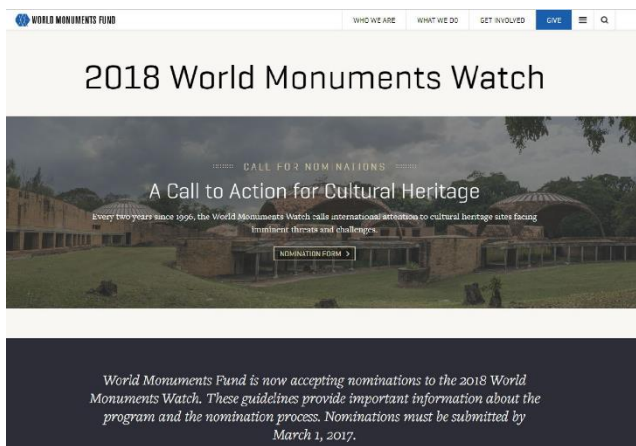 WORLD MONUMENTS FUND
WHO WE ARE
WHAT WE DO
GET INVOLVED
GIVE
2018 World Monuments Watch
CALL FOR NOMINATIONS
A Call to Action for Cultural Heritage
Every two years since 1996, the World Monuments Watch calls international attention to cultural heritage sites facing
imminent threats and challenges.
NOMINATION FORM >
World Monuments Fund is now accepting nominations to the 2018 World
Monuments Watch. These guidelines provide important information about the
program and the nomination process. Nominations must be submitted by
March 1, 2017.